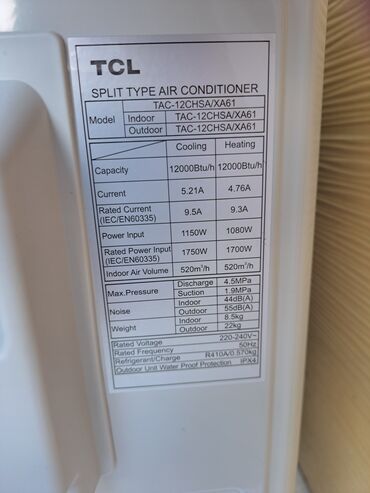 TCL
SPLIT TYPE AIR CONDITIONER
Model TAC-12CHSA/XA61
Indoor TAC-12CHSA/XA61
Outdoor TAC-12CHSA/XA61
Cooling Heating
Capacity 12000Btu/h 12000Btu/h
Current 5.21A 4.76A
Rated Current (IEC/EN60335) 9.5A 9.3A
Power Input 1150W 1080W
Rated Power Input (IEC/EN60335) 1750W 1700W
Indoor Air Volume 520m³/h 520m³/h
Max.Pressure Discharge 4.5MPa
Suction 1.9MPa
Noise Indoor 44dB(A)
Outdoor 55dB(A)
Weight Indoor 8.5kg
Outdoor 22kg
Rated Voltage 220-240V~
Rated Frequency 50Hz
Refrigerant/Charge R410A/0.570kg
Outdoor Unit Water Proof Protection IPX4